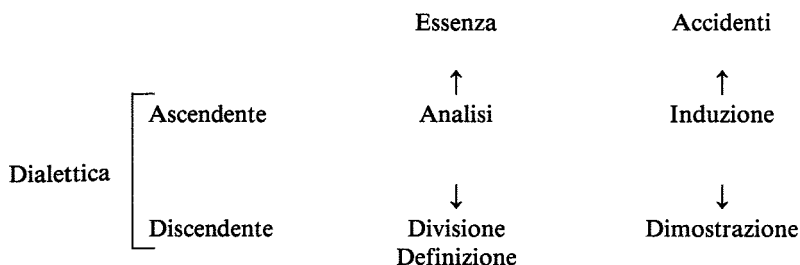 Essenza Accidenti
↑ ↑
Ascendente Analisi Induzione
Dialettica
↓ ↓
Discendente Divisione Dimostrazione
Definizione